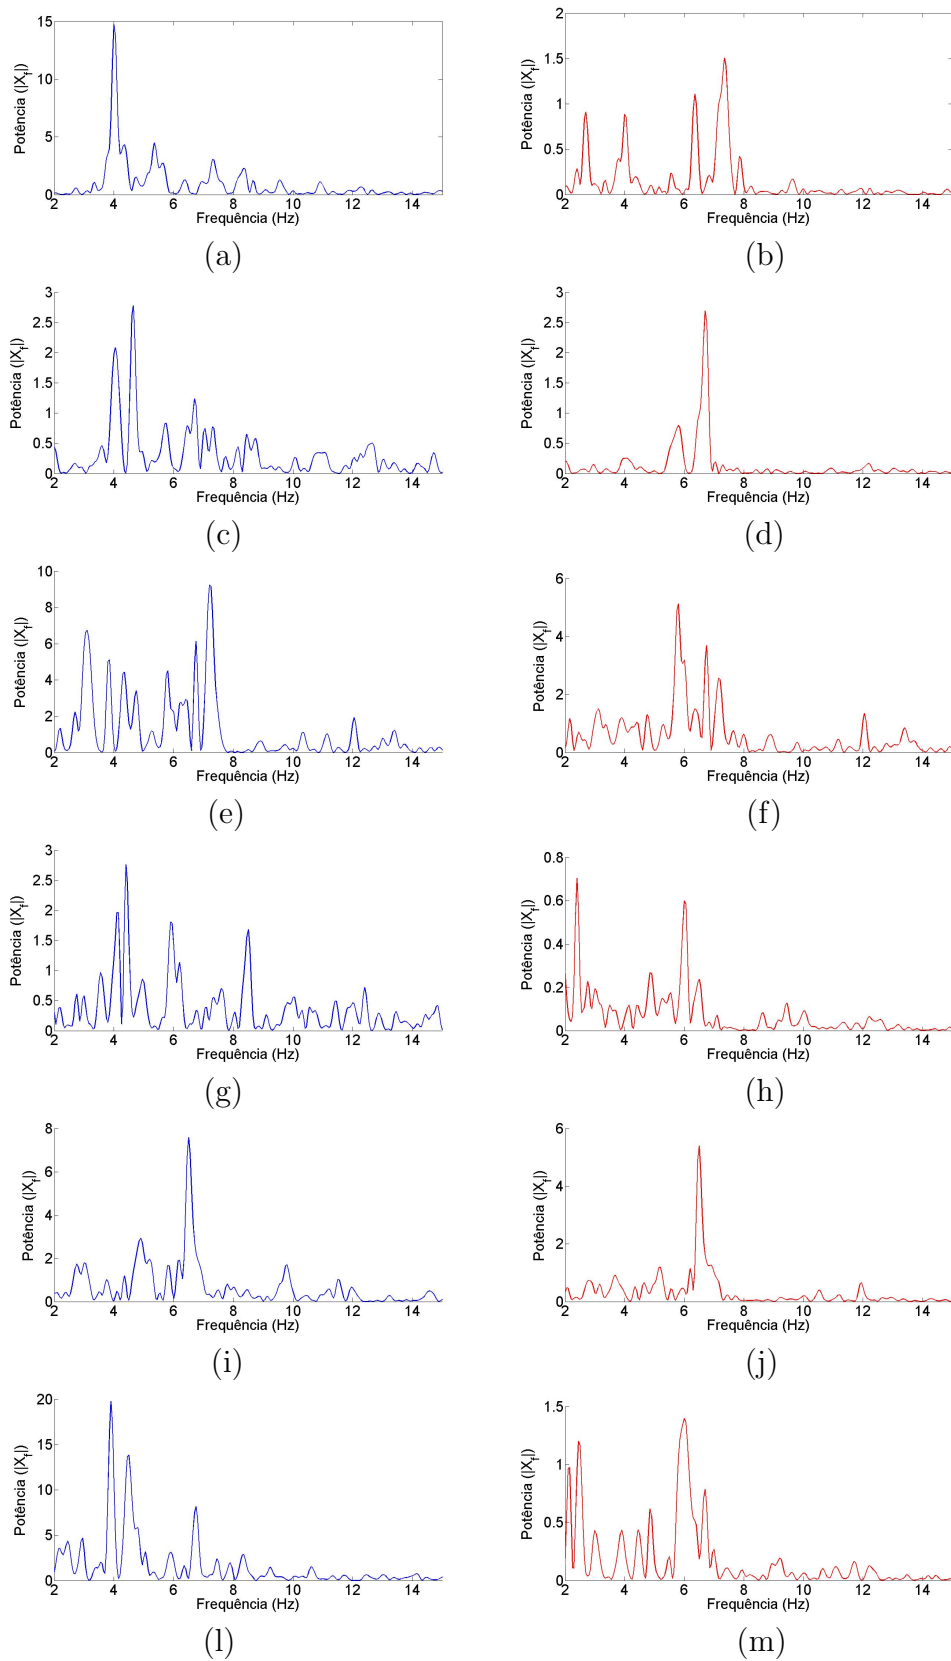 15
10
5
0
Potência (|X_f|)
2 4 6 8 10 12 14
Frequência (Hz)
(a)
2
1.5
1
0.5
0
Potência (|X_f|)
2 4 6 8 10 12 14
Frequência (Hz)
(b)
3
2.5
2
1.5
1
0.5
0
Potência (|X_f|)
2 4 6 8 10 12 14
Frequência (Hz)
(c)
3
2.5
2
1.5
1
0.5
0
Potência (|X_f|)
2 4 6 8 10 12 14
Frequência (Hz)
(d)
10
8
6
4
2
0
Potência (|X_f|)
2 4 6 8 10 12 14
Frequência (Hz)
(e)
6
4
2
0
Potência (|X_f|)
2 4 6 8 10 12 14
Frequência (Hz)
(f)
3
2.5
2
1.5
1
0.5
0
Potência (|X_f|)
2 4 6 8 10 12 14
Frequência (Hz)
(g)
0.8
0.6
0.4
0.2
0
Potência (|X_f|)
2 4 6 8 10 12 14
Frequência (Hz)
(h)
8
6
4
2
0
Potência (|X_f|)
2 4 6 8 10 12 14
Frequência (Hz)
(i)
6
4
2
0
Potência (|X_f|)
2 4 6 8 10 12 14
Frequência (Hz)
(j)
20
15
10
5
0
Potência (|X_f|)
2 4 6 8 10 12 14
Frequência (Hz)
(l)
1.5
1
0.5
0
Potência (|X_f|)
2 4 6 8 10 12 14
Frequência (Hz)
(m)